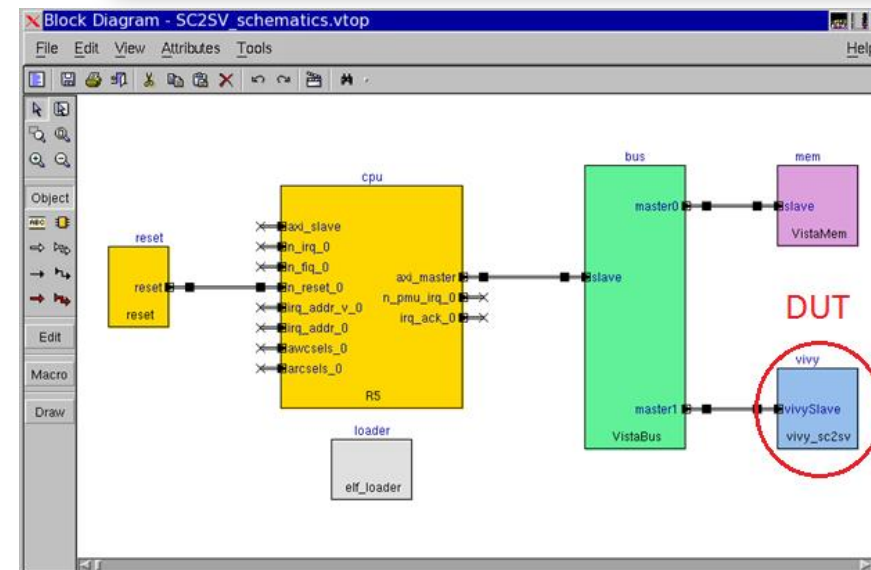 Block Diagram - SC2SV_schematics.vtop
File Edit View Attributes Tools Help
Object
Edit
Macro
Draw
reset
reset
reset
cpu
axi_slave
n_irq_0
n_fiq_0
n_reset_0
irq_addr_v_0
irq_addr_0
awcsels_0
arcsels_0
axi_master
n_pmu_irq_0
irq_ack_0
R5
loader
elf_loader
bus
master0
slave
master1
VistaBus
mem
slave
VistaMem
DUT
vivy
vivySlave
vivy_sc2sv